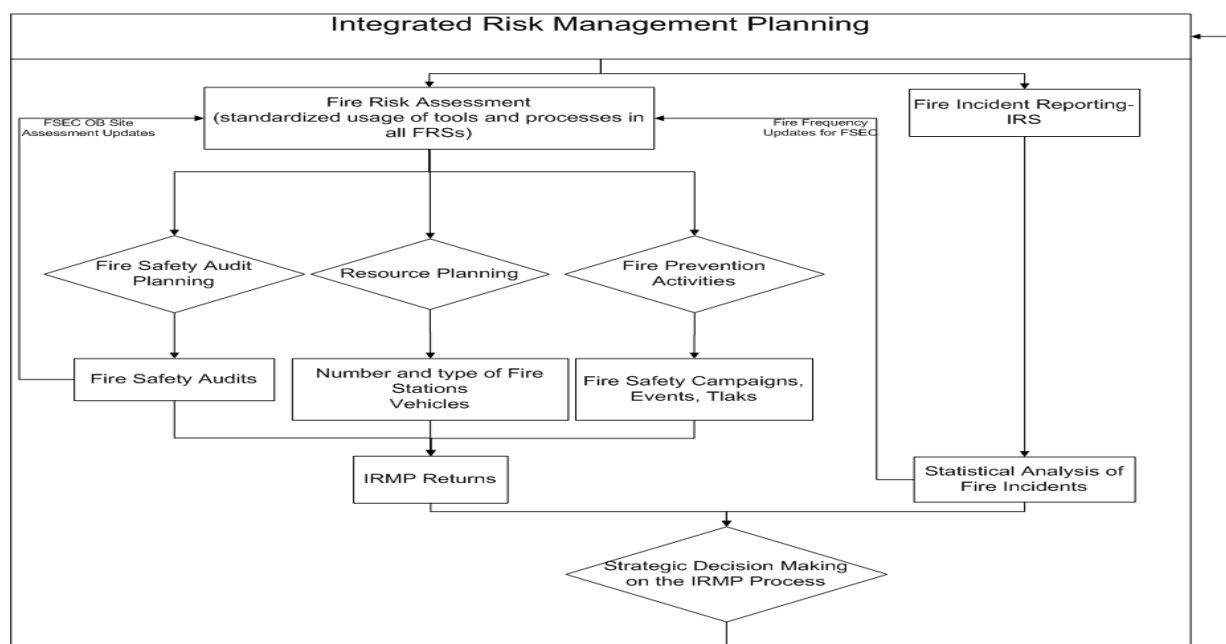 Integrated Risk Management Planning
Fire Risk Assessment
(standardized usage of tools and processes in
all FRSs)
Fire Incident Reporting-
IRS
FSEC OB Site
Assessment Updates
Fire Frequency
Updates for FSEC
Fire Safety Audit
Planning
Resource Planning
Fire Prevention
Activities
Fire Safety Audits
Number and type of Fire
Stations
Vehicles
Fire Safety Campaigns,
Events, Tlaks
IRMP Returns
Statistical Analysis of
Fire Incidents
Strategic Decision Making
on the IRMP Process